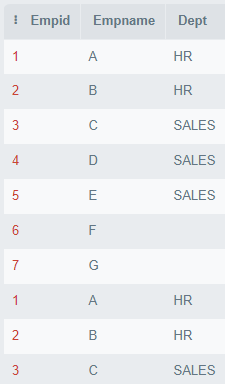 Empid Empname Dept
1 A HR
2 B HR
3 C SALES
4 D SALES
5 E SALES
6 F
7 G
1 A HR
2 B HR
3 C SALES